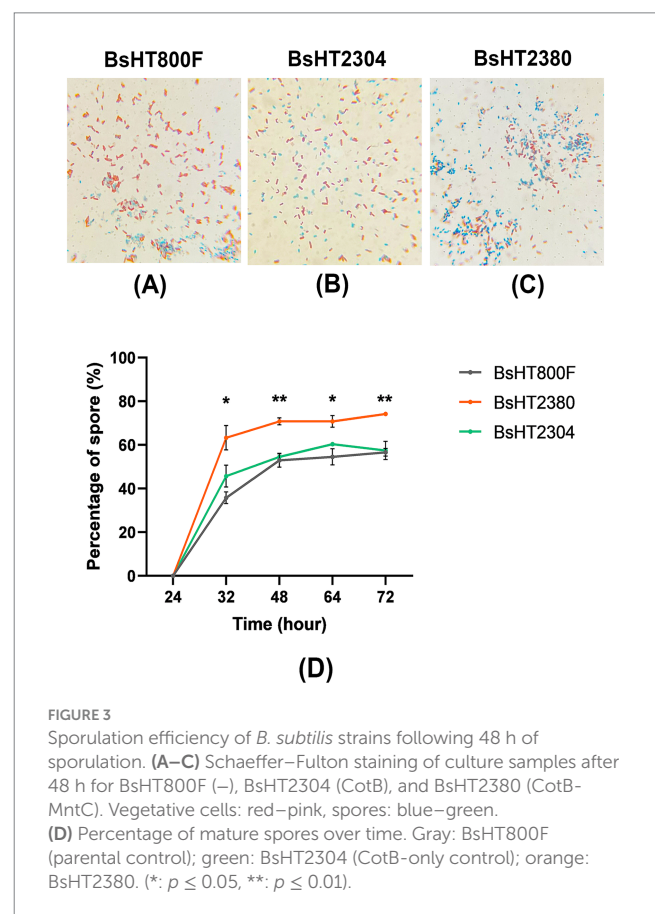 BsHT800F BsHT2304 BsHT2380
(A) (B) (C)
100
80
60
40
20
0
Percentage of spore (%)
* ** * **
24 32 48 64 72
Time (hour)
BsHT800F
BsHT2380
BsHT2304
(D)
FIGURE 3
Sporulation efficiency of B. subtilis strains following 48 h of
sporulation. (A–C) Schaeffer–Fulton staining of culture samples after
48 h for BsHT800F (−), BsHT2304 (CotB), and BsHT2380 (CotB-
MntC). Vegetative cells: red–pink, spores: blue–green.
(D) Percentage of mature spores over time. Gray: BsHT800F
(parental control); green: BsHT2304 (CotB-only control); orange:
BsHT2380. (*: p ≤ 0.05, **: p ≤ 0.01).